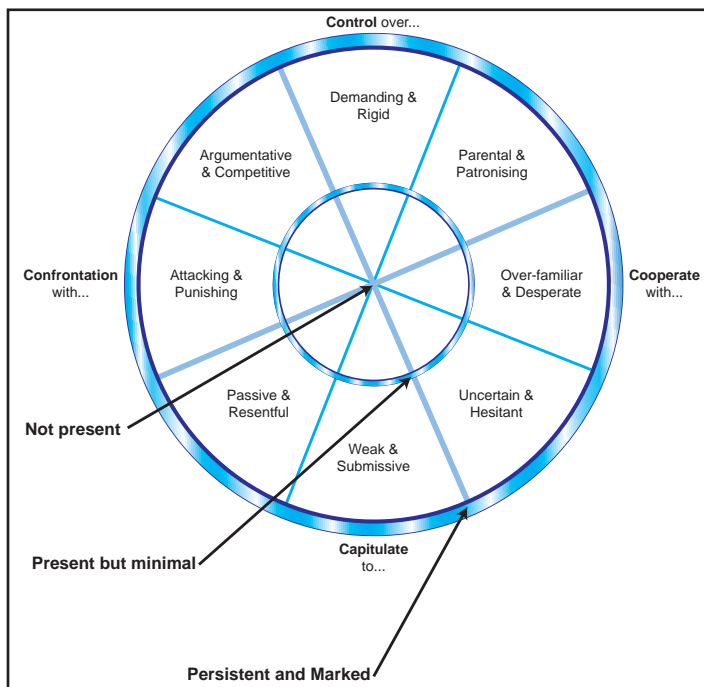 Control over...
Demanding &
Rigid
Argumentative
& Competitive
Parental &
Patronising
Confrontation
with...
Attacking &
Punishing
Over-familiar
& Desperate
Cooperate
with...
Passive &
Resentful
Uncertain &
Hesitant
Weak &
Submissive
Not present
Capitulate
to...
Present but minimal
Persistent and Marked